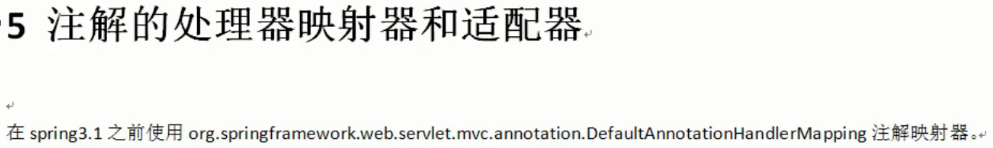 5 注解的处理器映射器和适配器
在 spring3.1 之前使用 org.springframework.web.servlet.mvc.annotation.DefaultAnnotationHandlerMapping 注解映射器。